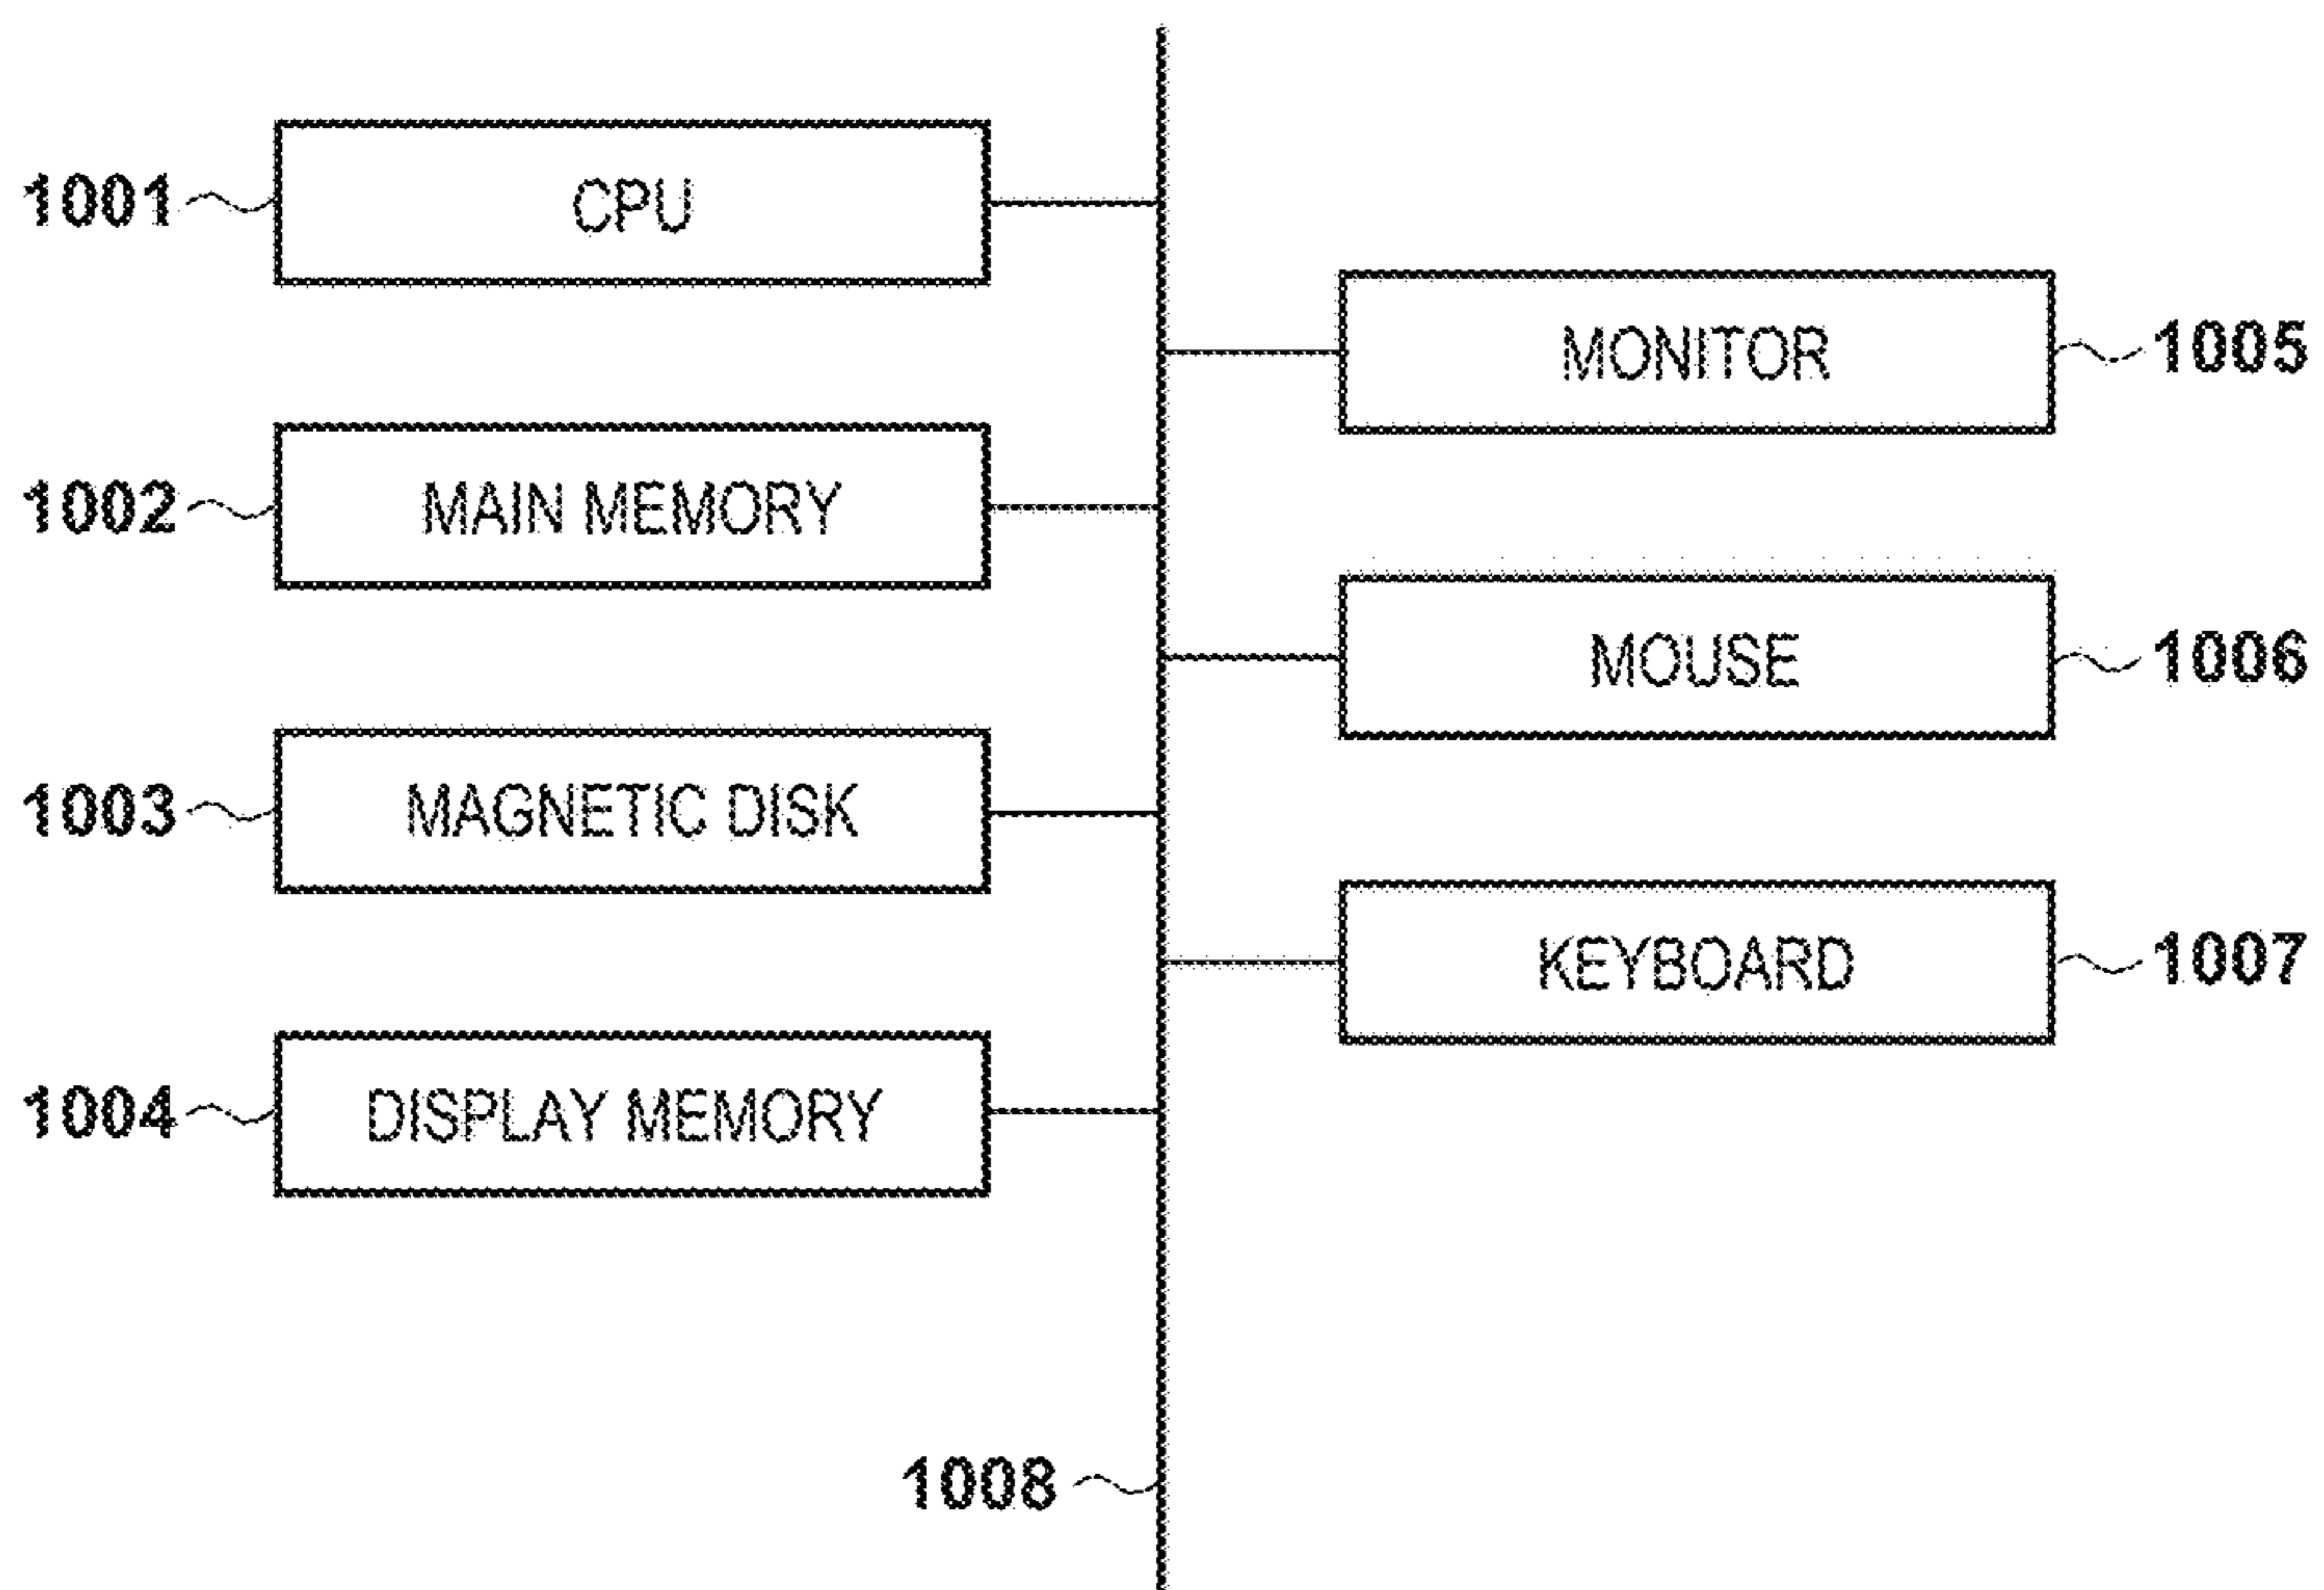 1001 CPU
MONITOR 1005
1002 MAIN MEMORY
MOUSE 1006
1003 MAGNETIC DISK
KEYBOARD 1007
1004 DISPLAY MEMORY
1008